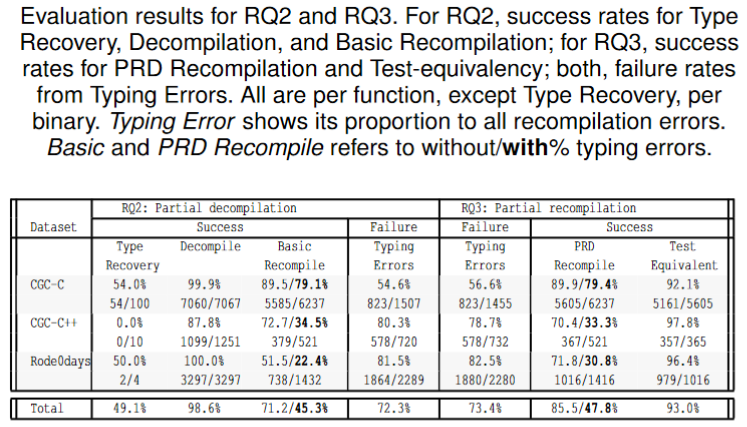 Evaluation results for RQ2 and RQ3. For RQ2, success rates for Type
Recovery, Decompilation, and Basic Recompilation; for RQ3, success
rates for PRD Recompilation and Test-equivalency; both, failure rates
from Typing Errors. All are per function, except Type Recovery, per
binary. Typing Error shows its proportion to all recompilation errors.
Basic and PRD Recompile refers to without/with% typing errors.
RQ2: Partial decompilation RQ3: Partial recompilation
Dataset Success Failure Failure Success
Type Decompile Basic Typing Typing PRD Test
Recovery Recompile Errors Errors Recompile Equivalent
CGC-C 54.0% 99.9% 89.5/79.1% 54.6% 56.6% 89.9/79.4% 92.1%
54/100 7060/7067 5585/6237 823/1507 823/1455 5605/6237 5161/5605
CGC-C++ 0.0% 87.8% 72.7/34.5% 80.3% 78.7% 70.4/33.3% 97.8%
0/10 1099/1251 379/521 578/720 578/732 367/521 357/365
Rode0days 50.0% 100.0% 51.5/22.4% 81.5% 82.5% 71.8/30.8% 96.4%
2/4 3297/3297 738/1432 1864/2289 1880/2280 1016/1416 979/1016
Total 49.1% 98.6% 71.2/45.3% 72.3% 73.4% 85.5/47.8% 93.0%